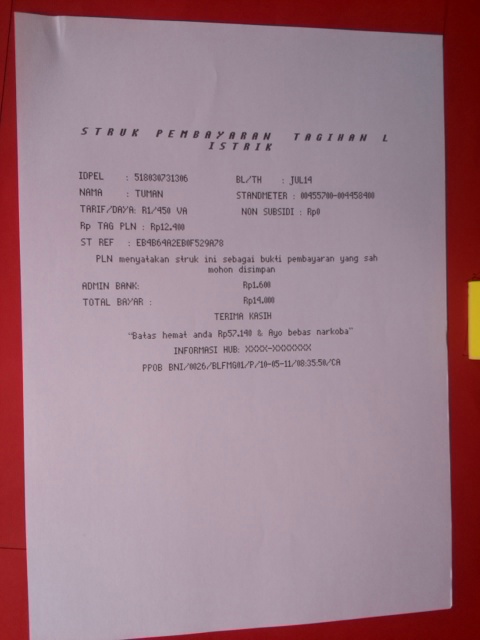 STRUK PEMBAYARAN TAGIHAN L
ISTRIK
IDPEL : 518030731306 BL/TH : JUL14
NAMA : TUMAN STANDMETER : 00455700-004458400
TARIF/DAYA: R1/450 VA NON SUBSIDI : Rp0
Rp TAG PLN : Rp12.400
ST REF : EB4B64A2EB0F529A78
PLN menyatakan struk ini sebagai bukti pembayaran yang sah
mohon disimpan
ADMIN BANK: Rp1.600
TOTAL BAYAR : Rp14.000
TERIMA KASIH
"Batas hemat anda Rp57.140 & Ayo bebas narkoba"
INFORMASI HUB: XXXX-XXXXXXX
PPOB BNI/0026/BLFMG01/P/10-05-11/08:35:50/CA